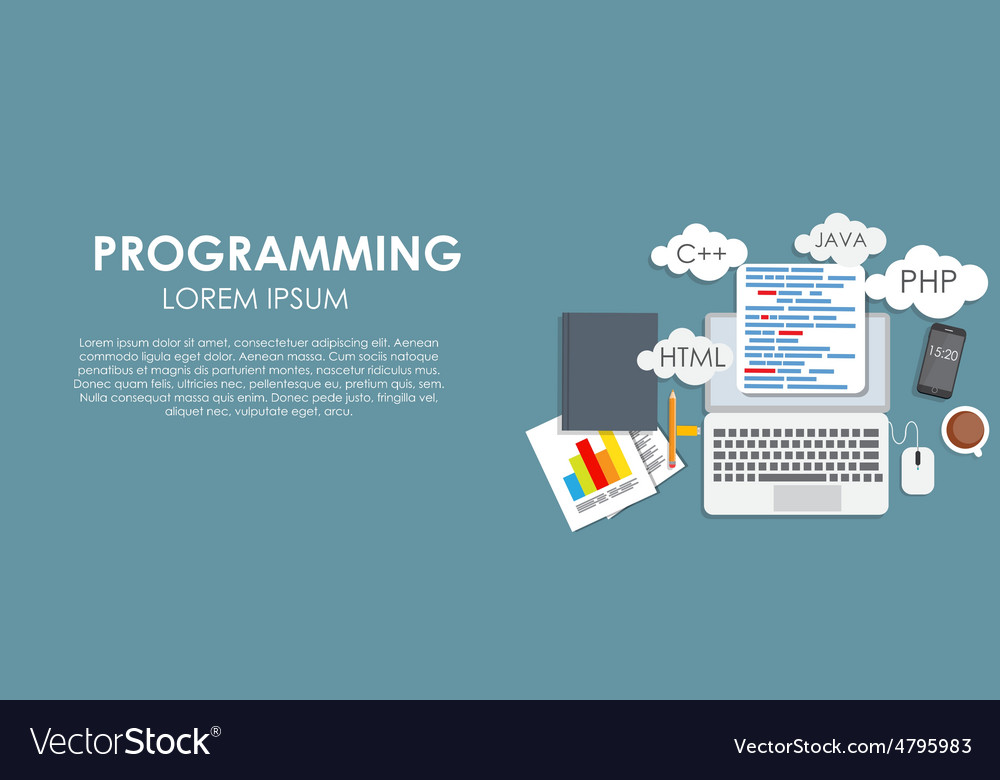 PROGRAMMING
LOREM IPSUM
Lorem ipsum dolor sit amet, consectetuer adipiscing elit.
Aenean commodo ligula eget dolor. Aenean massa. Cum sociis natoque
penatibus et magnis dis parturient montes, nascetur ridiculus mus.
Donec quam felis, ultricies nec, pellentesque eu, pretium quis, sem.
Nulla consequat massa quis enim. Donec pede justo, fringilla vel,
aliquet nec, vulputate eget, arcu.
C++
JAVA
PHP
HTML
15:20
VectorStock®
VectorStock.com/4795983